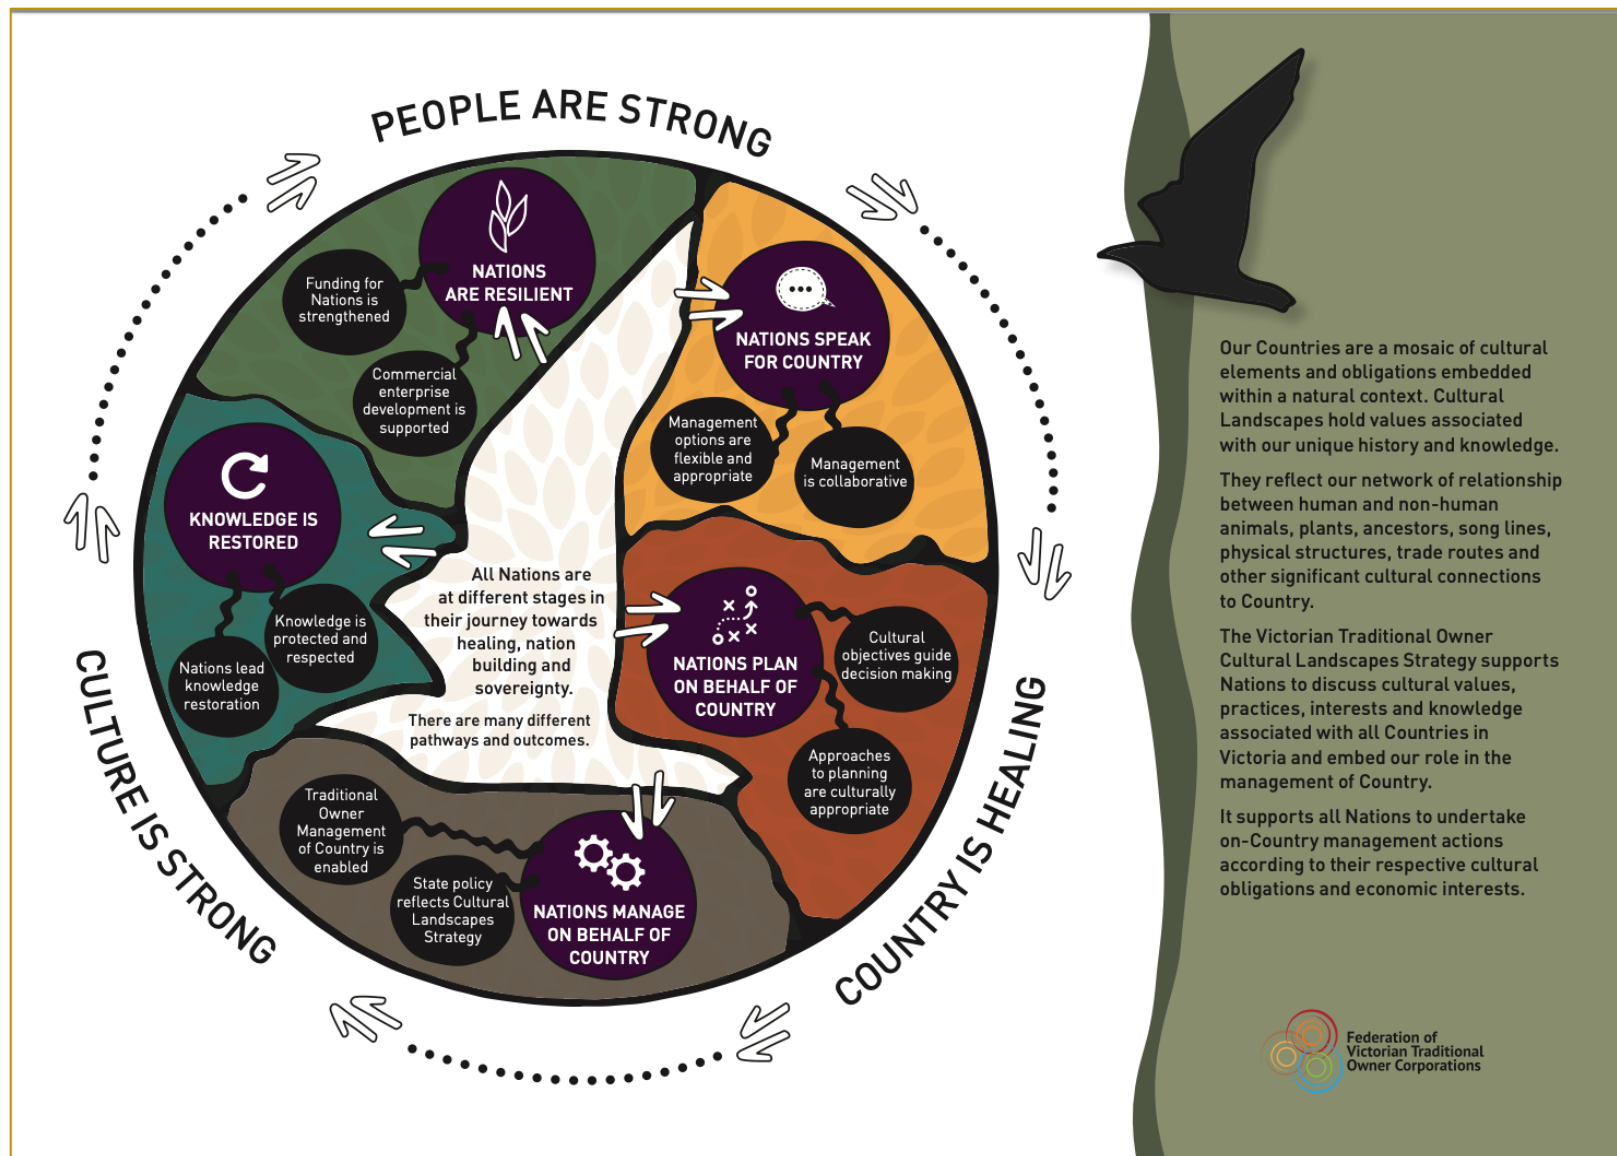 PEOPLE ARE STRONG
NATIONS
ARE RESILIENT
Funding for
Nations is
strengthened
Commercial
enterprise
development is
supported
NATIONS SPEAK
FOR COUNTRY
Management
options are
flexible and
appropriate
Management
is collaborative
KNOWLEDGE IS
RESTORED
Knowledge is
protected and
respected
Nations lead
knowledge
restoration
All Nations are
at different stages in
their journey towards
healing, nation
building and
sovereignty.
There are many different
pathways and outcomes.
NATIONS PLAN
ON BEHALF OF
COUNTRY
Cultural
objectives guide
decision making
Approaches
to planning
are culturally
appropriate
Traditional
Owner
Management
of Country is
enabled
State policy
reflects Cultural
Landscapes
Strategy
NATIONS MANAGE
ON BEHALF OF
COUNTRY
CULTURE IS STRONG
COUNTRY IS HEALING
Our Countries are a mosaic of cultural
elements and obligations embedded
within a natural context. Cultural
Landscapes hold values associated
with our unique history and knowledge.
They reflect our network of relationship
between human and non-human
animals, plants, ancestors, song lines,
physical structures, trade routes and
other significant cultural connections
to Country.
The Victorian Traditional Owner
Cultural Landscapes Strategy supports
Nations to discuss cultural values,
practices, interests and knowledge
associated with all Countries in
Victoria and embed our role in the
management of Country.
It supports all Nations to undertake
on-Country management actions
according to their respective cultural
obligations and economic interests.
Federation of
Victorian Traditional
Owner Corporations